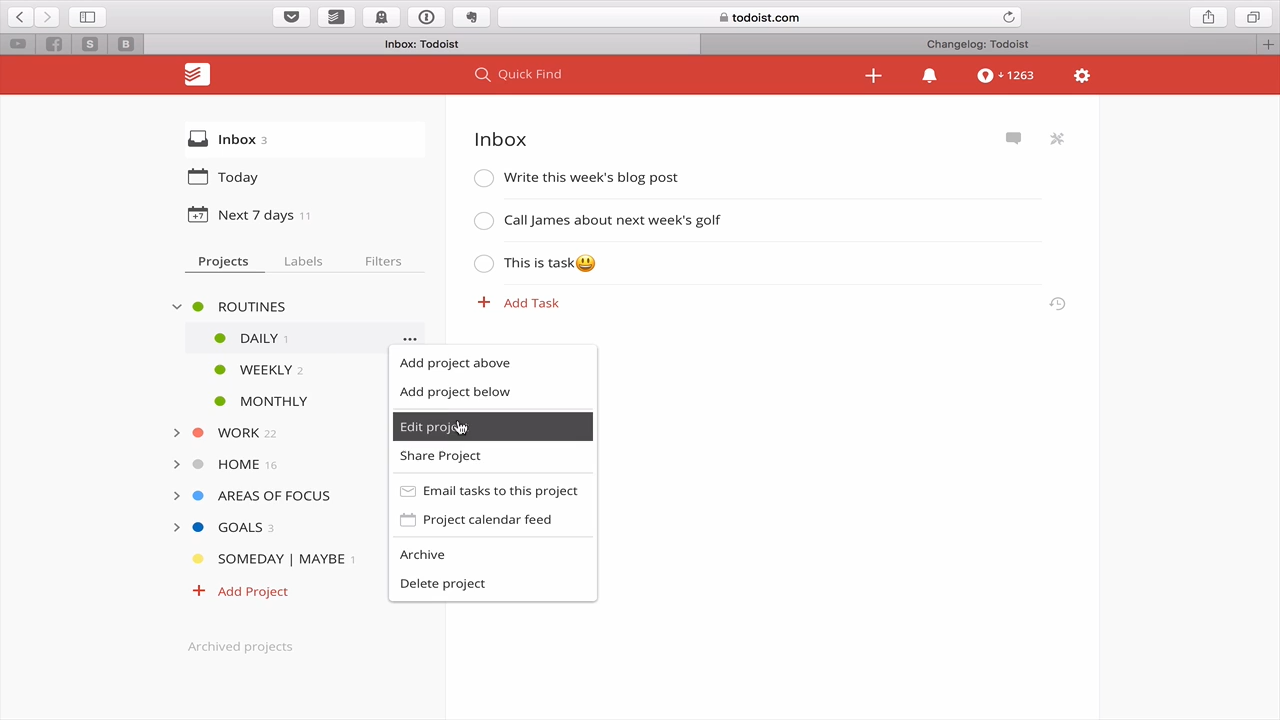 todoist.com
S
B
Inbox: Todoist
Changelog: Todoist
Quick Find
1263
Inbox 3
Today
+7 Next 7 days 11
Projects Labels Filters
ROUTINES
DAILY 1
WEEKLY 2
MONTHLY
WORK 22
HOME 16
AREAS OF FOCUS
GOALS 3
SOMEDAY | MAYBE 1
+ Add Project
Archived projects
Inbox
Write this week's blog post
Call James about next week's golf
This is task😃
+ Add Task
Add project above
Add project below
Edit project
Share Project
Email tasks to this project
Project calendar feed
Archive
Delete project